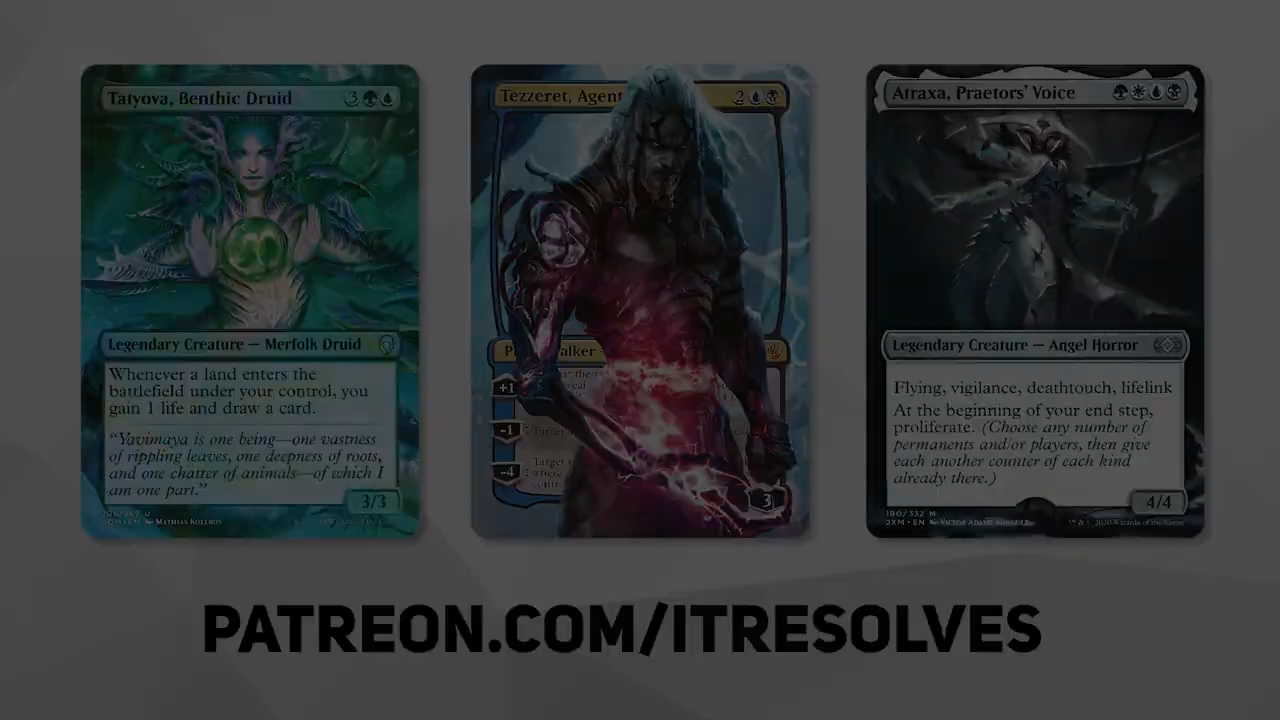 Tatyova, Benthic Druid 3
Legendary Creature — Merfolk Druid
Whenever a land enters the
battlefield under your control, you
gain 1 life and draw a card.
“Yavimaya is one being—one vastness
of rippling leaves, one deepness of roots,
and one chatter of animals—of which I
am one part.”
3/3
Mathias Kollros
Tezzeret, Agent 2
+1
-1
-4
Target
3
Atraxa, Praetors’ Voice
Legendary Creature — Angel Horror
Flying, vigilance, deathtouch, lifelink
At the beginning of your end step,
proliferate. (Choose any number of
permanents and/or players, then give
each another counter of each kind
already there.)
4/4
190/332 M
2XM • EN
PATREON.COM/ITRESOLVES